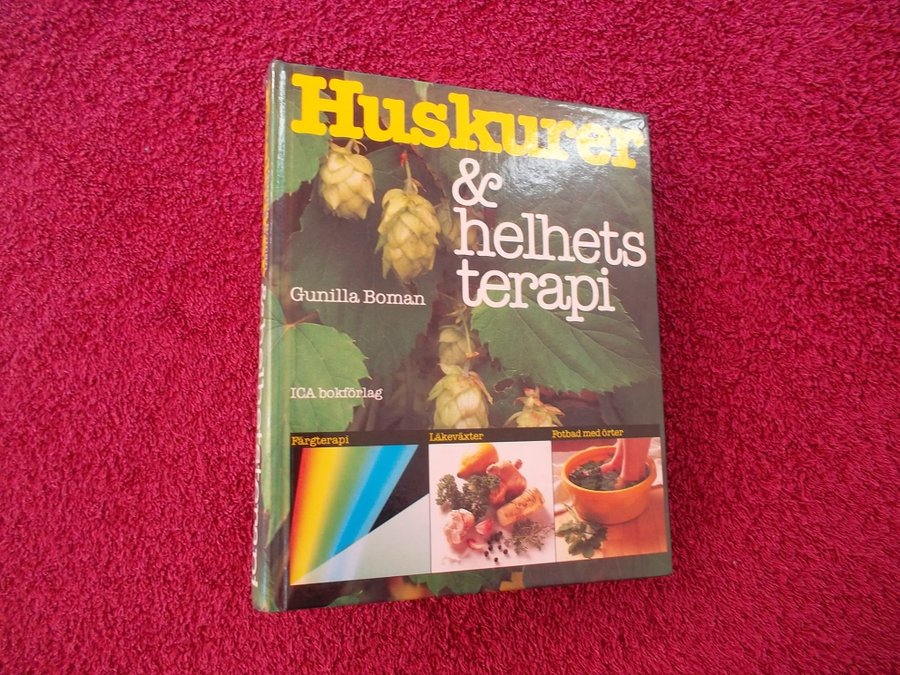 Huskurer
&
helhets
terapi
Gunilla Boman
ICA bokförlag
Färgterapi
Läkeväxter
Fotbad med örter